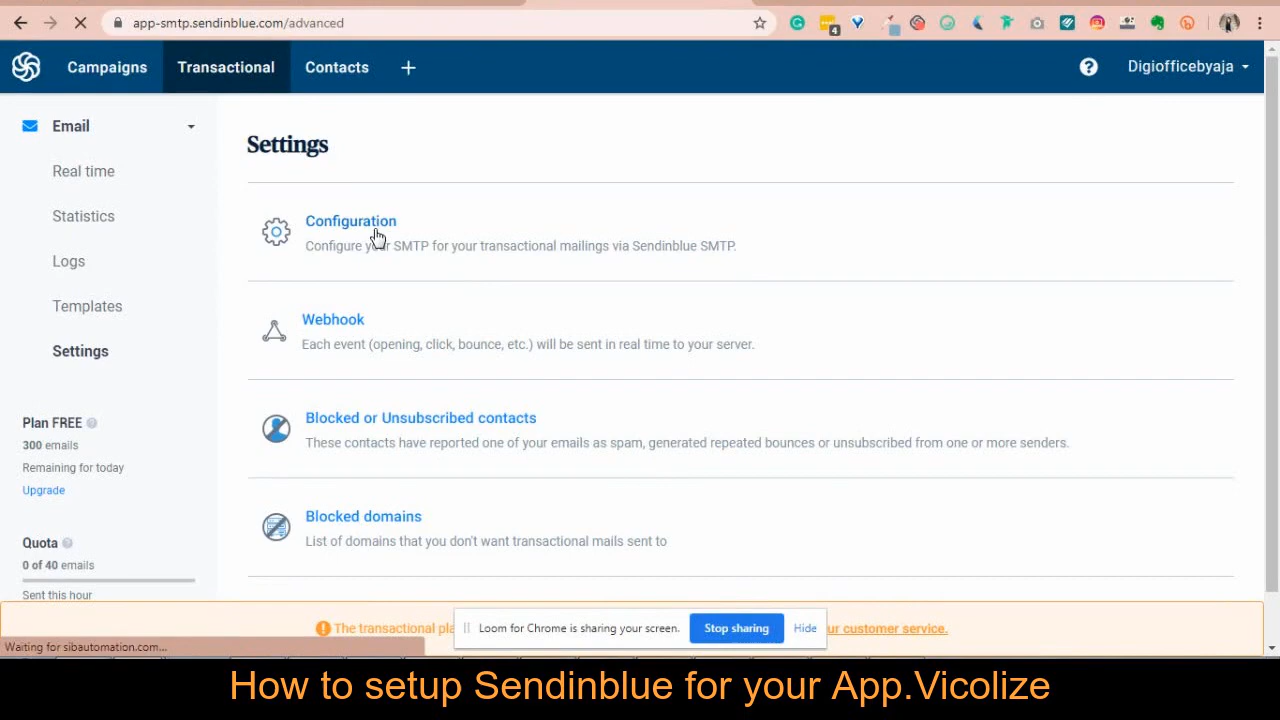 app-smtp.sendinblue.com/advanced
4
Campaigns
Transactional
Contacts
+
?
Digiofficebyaja
Email
Real time
Statistics
Logs
Templates
Settings
Plan FREE ?
300 emails
Remaining for today
Upgrade
Quota ?
0 of 40 emails
Sent this hour
Settings
Configuration
Configure your SMTP for your transactional mailings via Sendinblue SMTP.
Webhook
Each event (opening, click, bounce, etc.) will be sent in real time to your server.
Blocked or Unsubscribed contacts
These contacts have reported one of your emails as spam, generated repeated bounces or unsubscribed from one or more senders.
Blocked domains
List of domains that you don't want transactional mails sent to
The transactional pla
ur customer service.
Loom for Chrome is sharing your screen.
Stop sharing
Hide
Waiting for sibautomation.com...
How to setup Sendinblue for your App.Vicolize